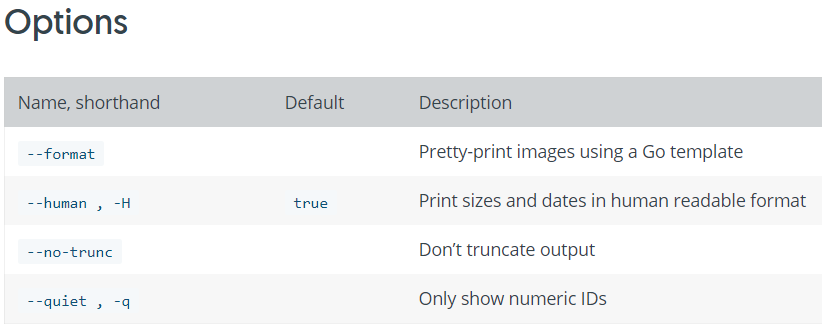 Options
Name, shorthand Default Description
--format Pretty-print images using a Go template
--human , -H true Print sizes and dates in human readable format
--no-trunc Don’t truncate output
--quiet , -q Only show numeric IDs